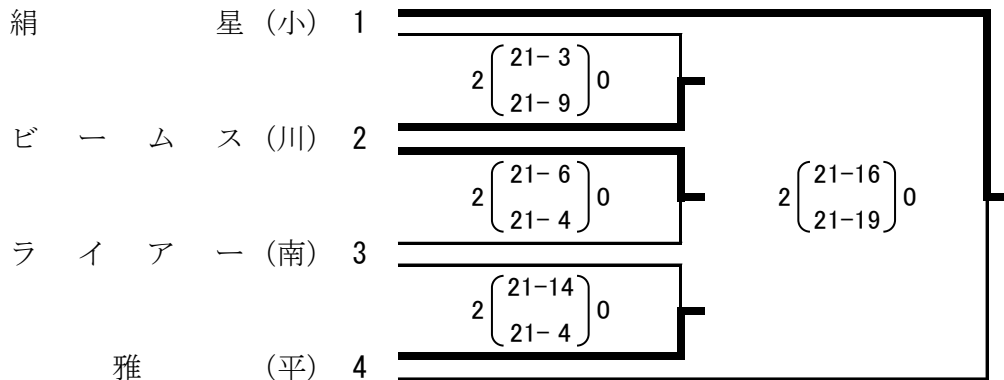 絹 星 (小) 1
2 21- 3 0
21- 9
ビ ー ム ス (川) 2
2 21- 6 0
21- 4
2 21-16 0
21-19
ラ イ ア ー (南) 3
2 21-14 0
21- 4
雅 (平) 4